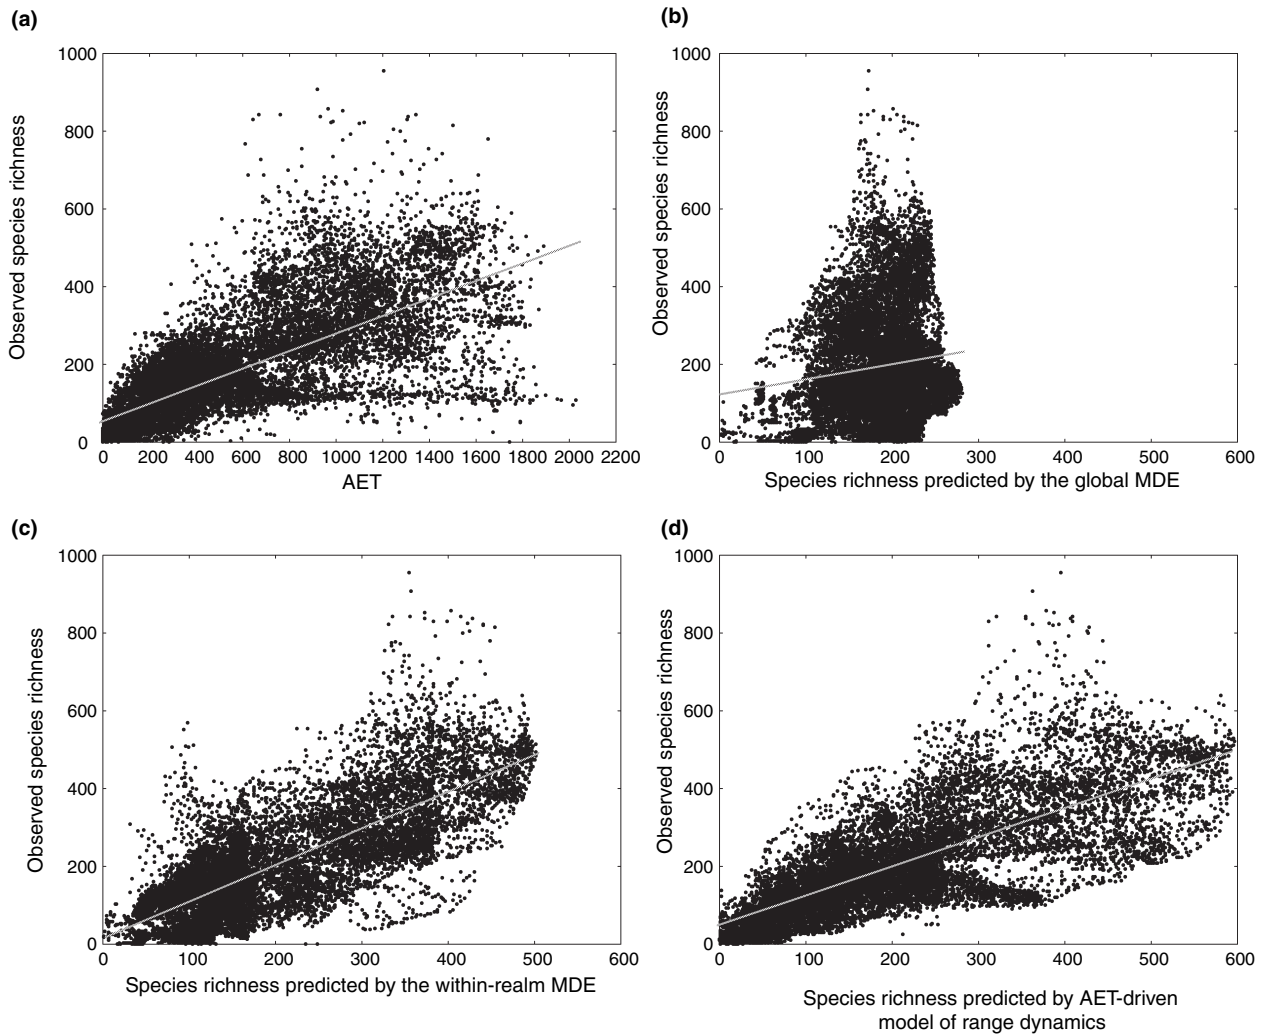 (a)
1000
800
600
400
200
0
Observed species richness
0 200 400 600 800 1000 1200 1400 1600 1800 2000 2200
AET
(b)
1000
800
600
400
200
0
Observed species richness
0 100 200 300 400 500 600
Species richness predicted by the global MDE
(c)
1000
800
600
400
200
0
Observed species richness
0 100 200 300 400 500 600
Species richness predicted by the within-realm MDE
(d)
1000
800
600
400
200
0
Observed species richness
0 100 200 300 400 500 600
Species richness predicted by AET-driven
model of range dynamics